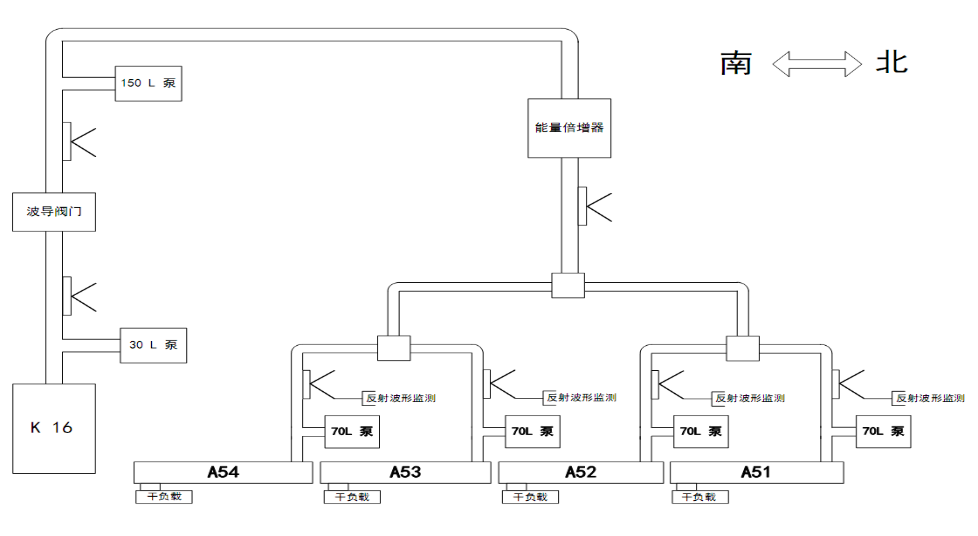 南 北
150 L 泵
能量倍增器
波导阀门
30 L 泵
K 16
反射波形监测
反射波形监测
反射波形监测
反射波形监测
70L 泵
70L 泵
70L 泵
70L 泵
A54
A53
A52
A51
干负载
干负载
干负载
干负载